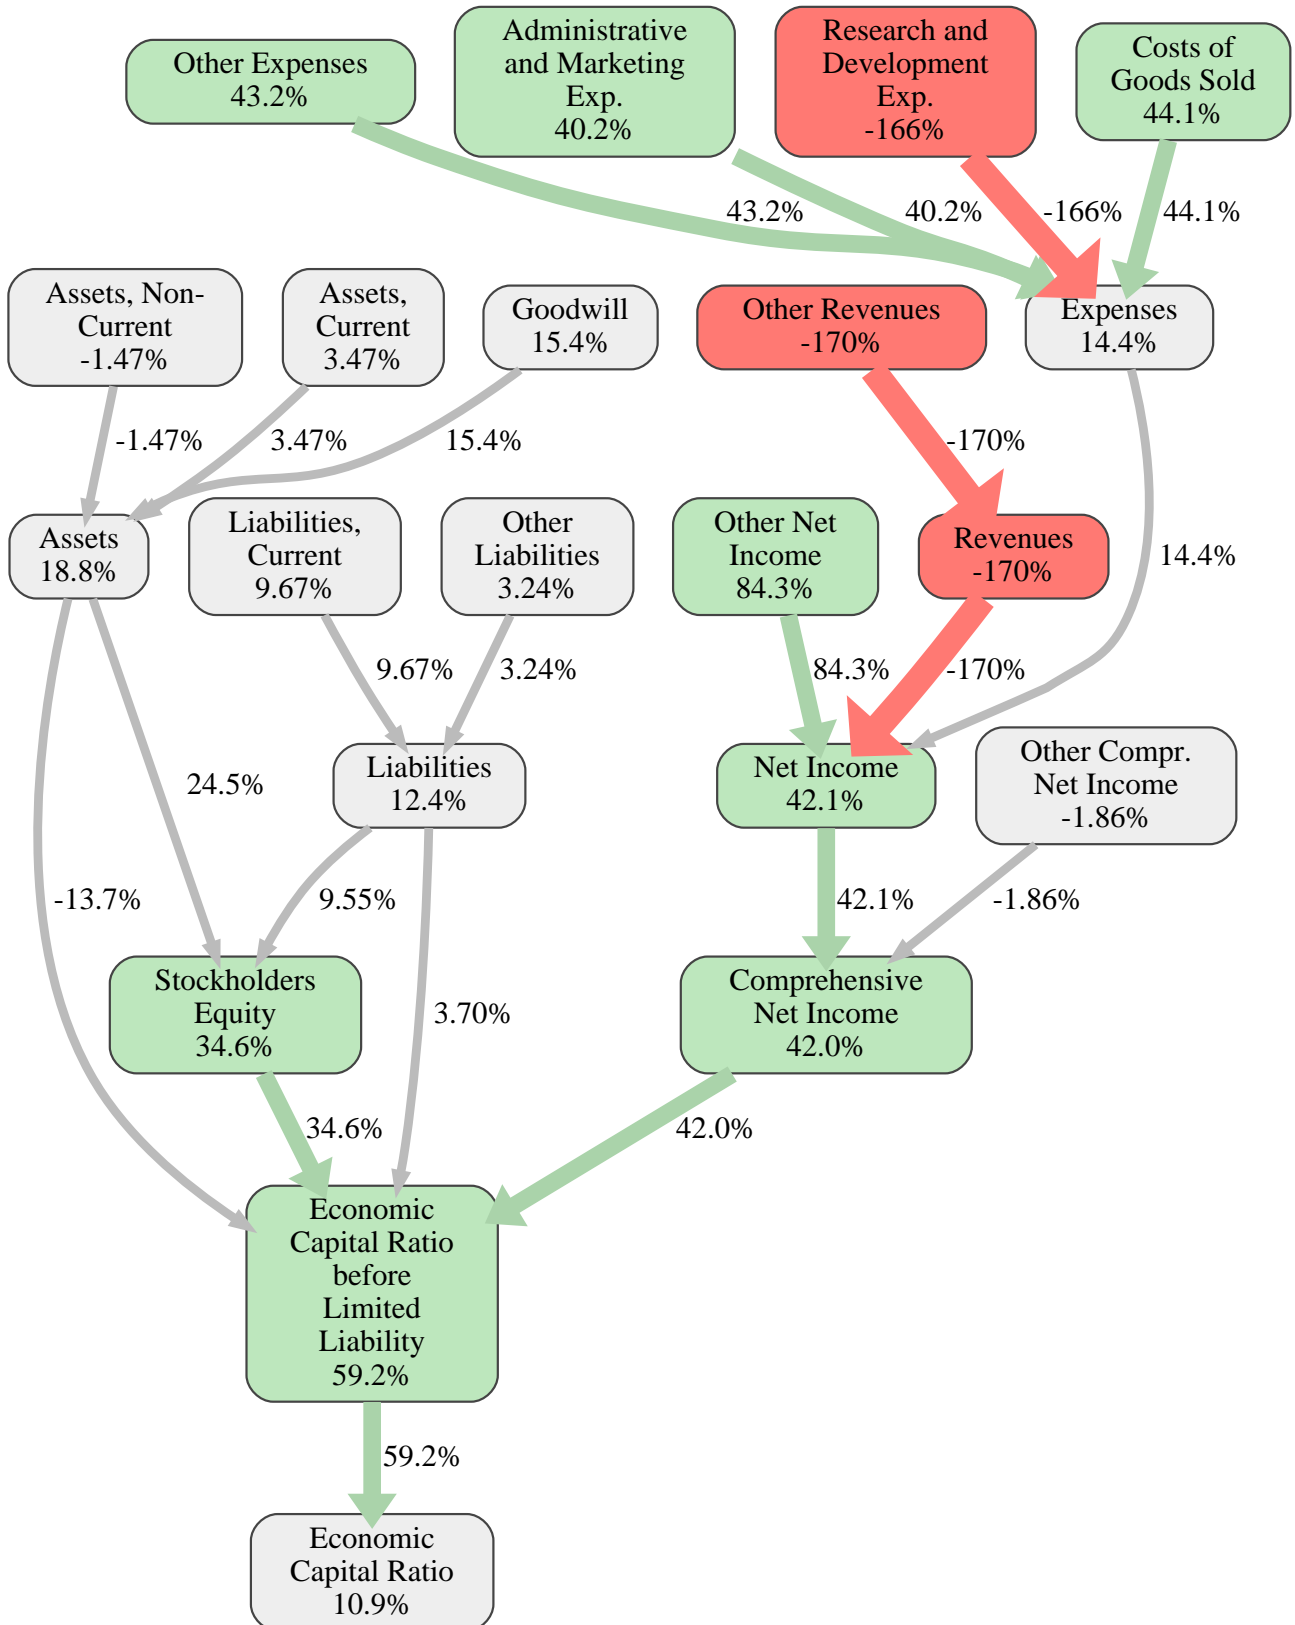 Other Expenses
43.2%
Administrative
and Marketing
Exp.
40.2%
Research and
Development
Exp.
-166%
Costs of
Goods Sold
44.1%
43.2%
40.2%
-166%
44.1%
Assets, Non-
Current
-1.47%
Assets,
Current
3.47%
Goodwill
15.4%
Other Revenues
-170%
Expenses
14.4%
-1.47%
3.47%
15.4%
-170%
Assets
18.8%
Liabilities,
Current
9.67%
Other
Liabilities
3.24%
Other Net
Income
84.3%
Revenues
-170%
14.4%
9.67%
3.24%
84.3%
-170%
24.5%
Liabilities
12.4%
Net Income
42.1%
Other Compr.
Net Income
-1.86%
-13.7%
9.55%
42.1%
-1.86%
Stockholders
Equity
34.6%
3.70%
Comprehensive
Net Income
42.0%
34.6%
42.0%
Economic
Capital Ratio
before
Limited
Liability
59.2%
59.2%
Economic
Capital Ratio
10.9%